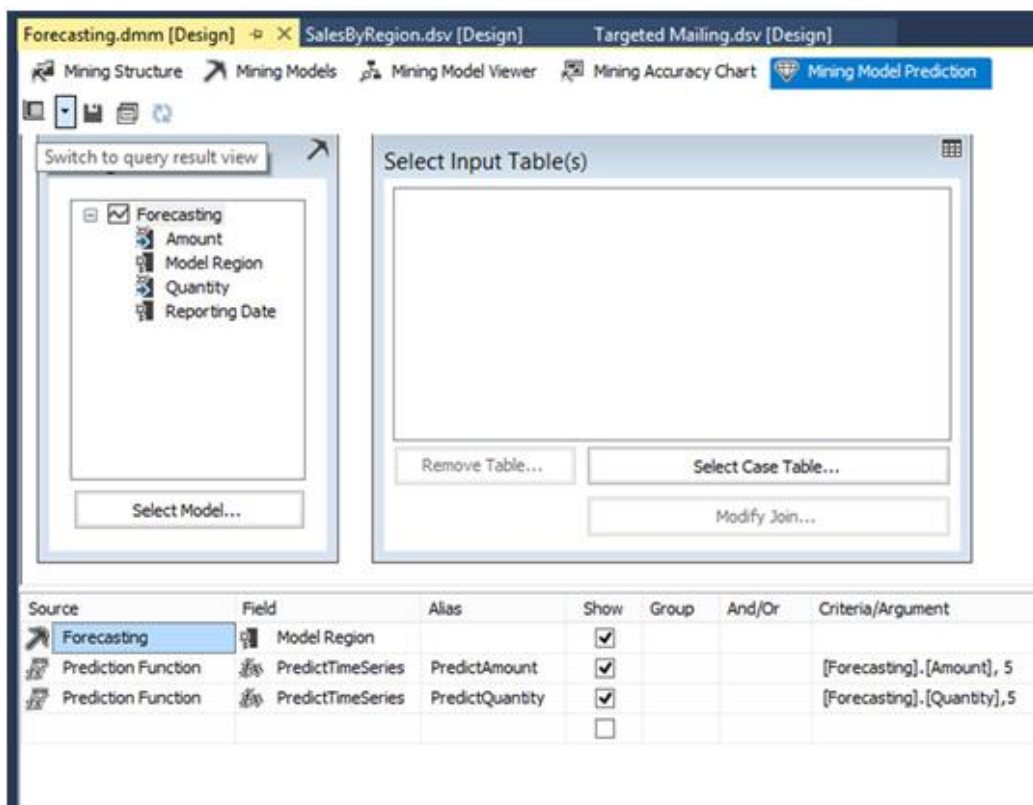 Forecasting.dmm [Design] SalesByRegion.dsv [Design] Targeted Mailing.dsv [Design]
Mining Structure Mining Models Mining Model Viewer Mining Accuracy Chart Mining Model Prediction
Switch to query result view
Select Input Table(s)
Forecasting
Amount
Model Region
Quantity
Reporting Date
Remove Table... Select Case Table...
Select Model... Modify Join...
Source Field Alias Show Group And/Or Criteria/Argument
Forecasting Model Region
Prediction Function PredictTimeSeries PredictAmount [Forecasting].[Amount], 5
Prediction Function PredictTimeSeries PredictQuantity [Forecasting].[Quantity],5